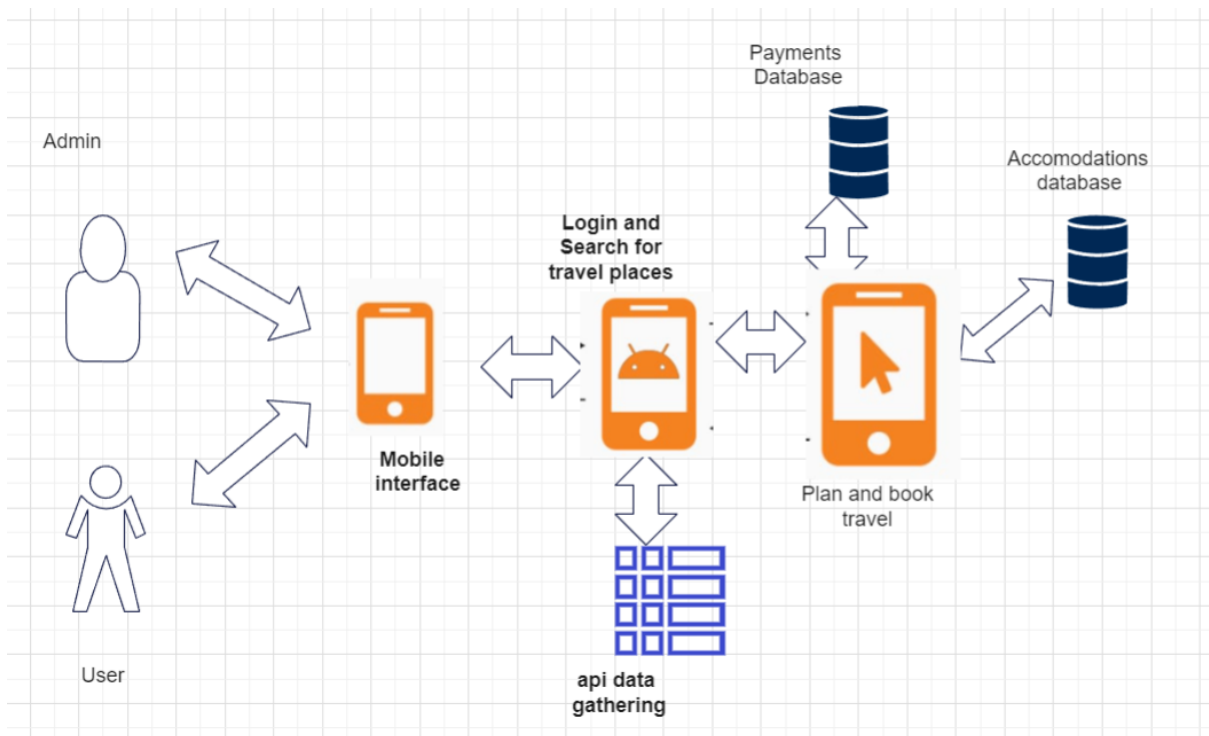 Payments
Database
Admin
Accomodations
database
Login and
Search for
travel places
Mobile
interface
Plan and book
travel
User
api data
gathering